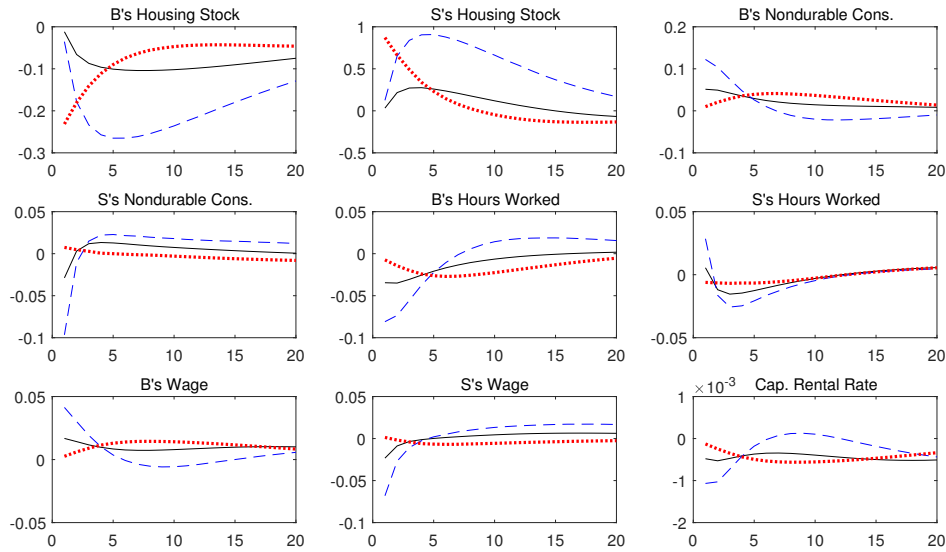 B's Housing Stock
0
-0.1
-0.2
-0.3
0 5 10 15 20
S's Housing Stock
1
0.5
0
-0.5
0 5 10 15 20
B's Nondurable Cons.
0.2
0.1
0
-0.1
0 5 10 15 20
S's Nondurable Cons.
0.05
0
-0.05
-0.1
0 5 10 15 20
B's Hours Worked
0.05
0
-0.05
-0.1
0 5 10 15 20
S's Hours Worked
0.05
0
-0.05
0 5 10 15 20
B's Wage
0.05
0
-0.05
0 5 10 15 20
S's Wage
0.05
0
-0.05
-0.1
0 5 10 15 20
×10⁻³ Cap. Rental Rate
1
0
-1
-2
0 5 10 15 20